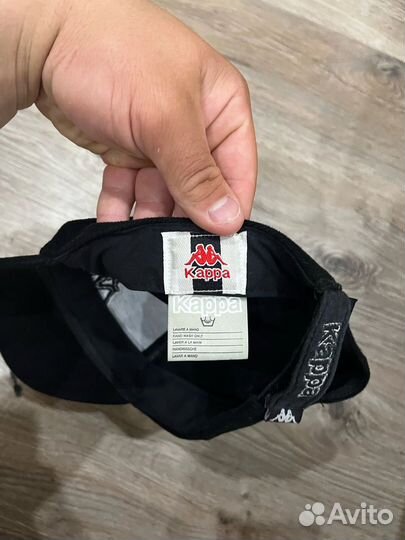 Kappa
Kappa
LAVARE A MANO
HAND WASH ONLY
LAVER A LA MAIN
HANDWÄSCHE
LAVAR A MANO
Kappa
Avito